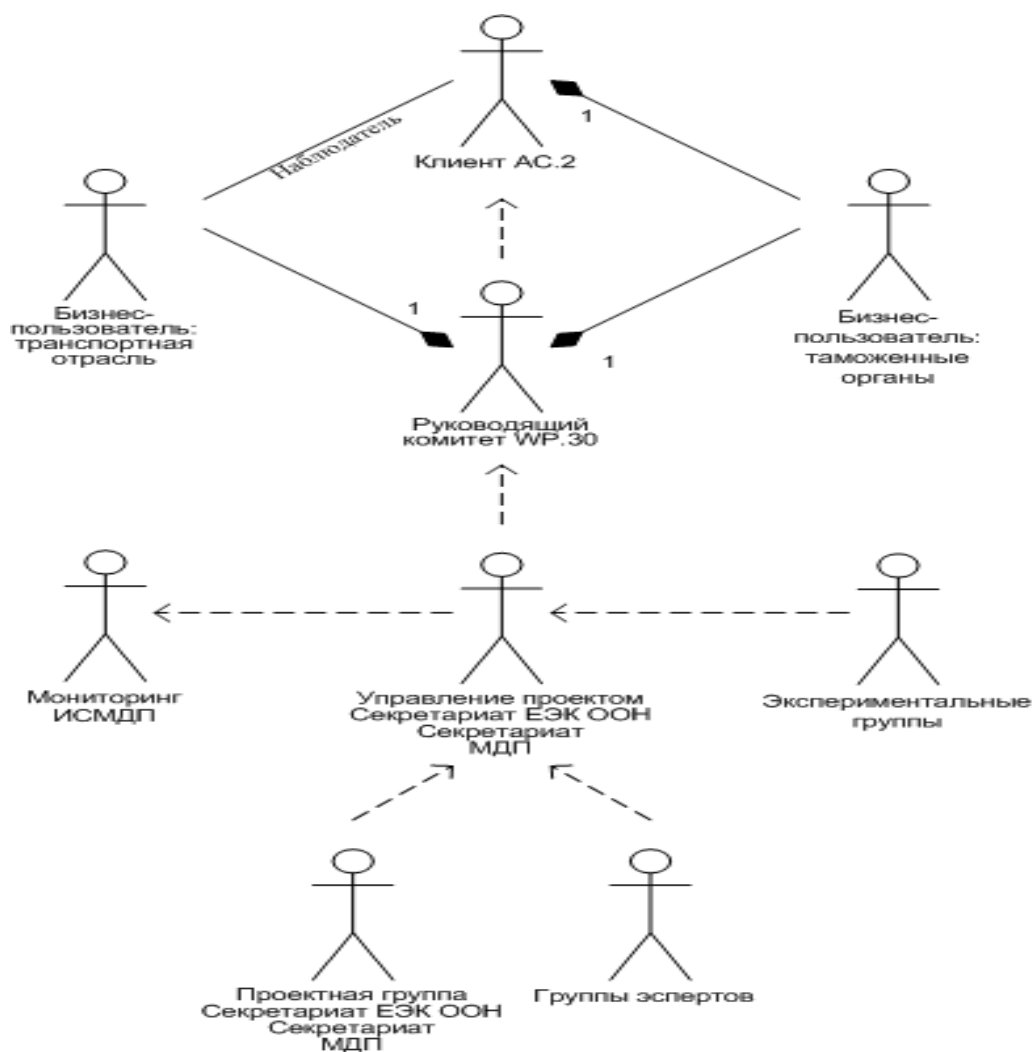 Наблюдатель
1
Клиент АС.2
Бизнес-
пользователь:
транспортная
отрасль
1
1
Бизнес-
пользователь:
таможенные
органы
Руководящий
комитет WP.30
Мониторинг
ИСМДП
Управление проектом
Секретариат ЕЭК ООН
Секретариат
МДП
Экспериментальные
группы
Проектная группа
Секретариат ЕЭК ООН
Секретариат
МДП
Группы эспертов